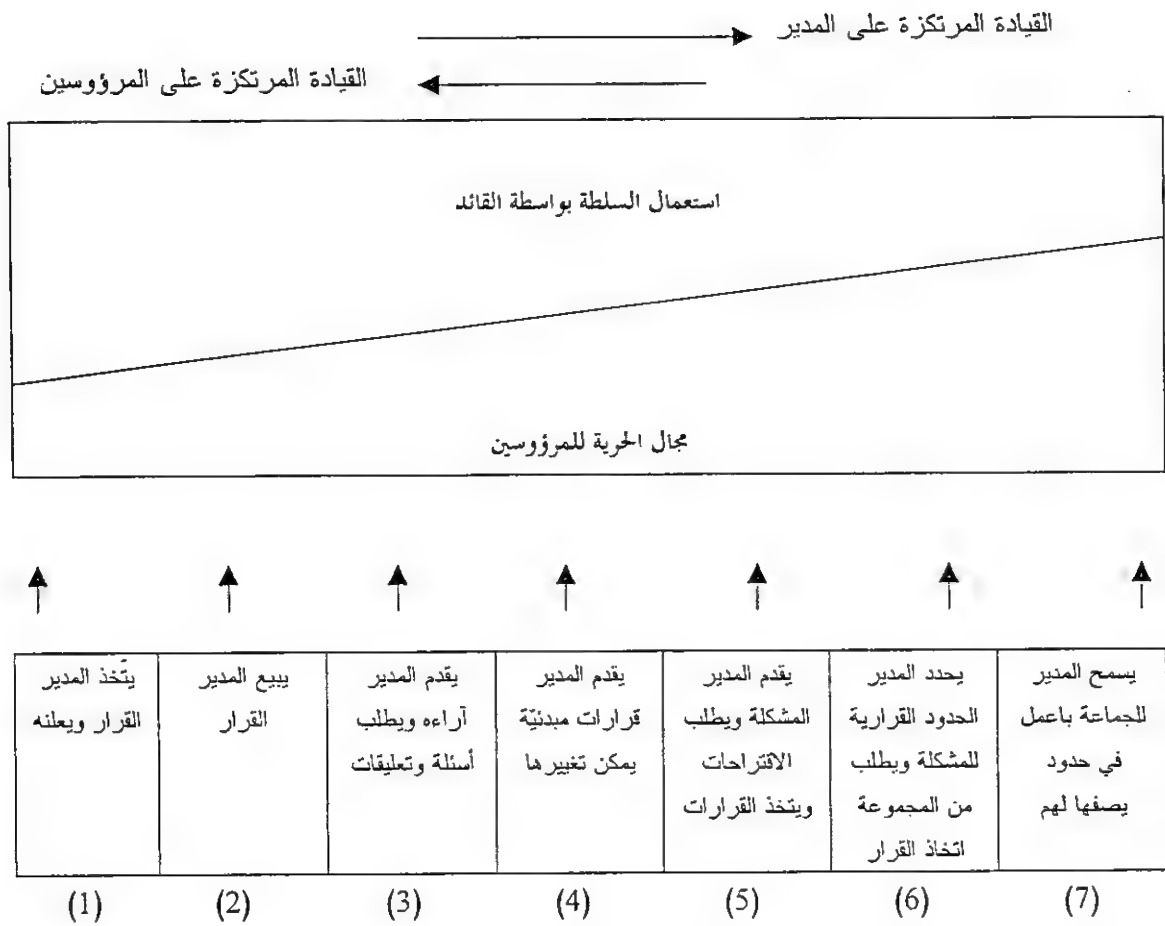 القيادة المرتكزة على المدير
القيادة المرتكزة على المرؤوسين
استعمال السلطة بواسطة القائد
مجال الحرية للمرؤوسين
يتّخذ المدير
القرار ويعلنه
يبيع المدير
القرار
يقدم المدير
آراءه ويطلب
أسئلة وتعليقات
يقدم المدير
قرارات مبدئيّة
يمكن تغييرها
يقدم المدير
المشكلة ويطلب
الاقتراحات
ويتخذ القرارات
يحدد المدير
الحدود القرارية
للمشكلة ويطلب
من المجموعة
اتخاذ القرار
يسمح المدير
للجماعة باعمل
في حدود
يصفها لهم
(1) (2) (3) (4) (5) (6) (7)